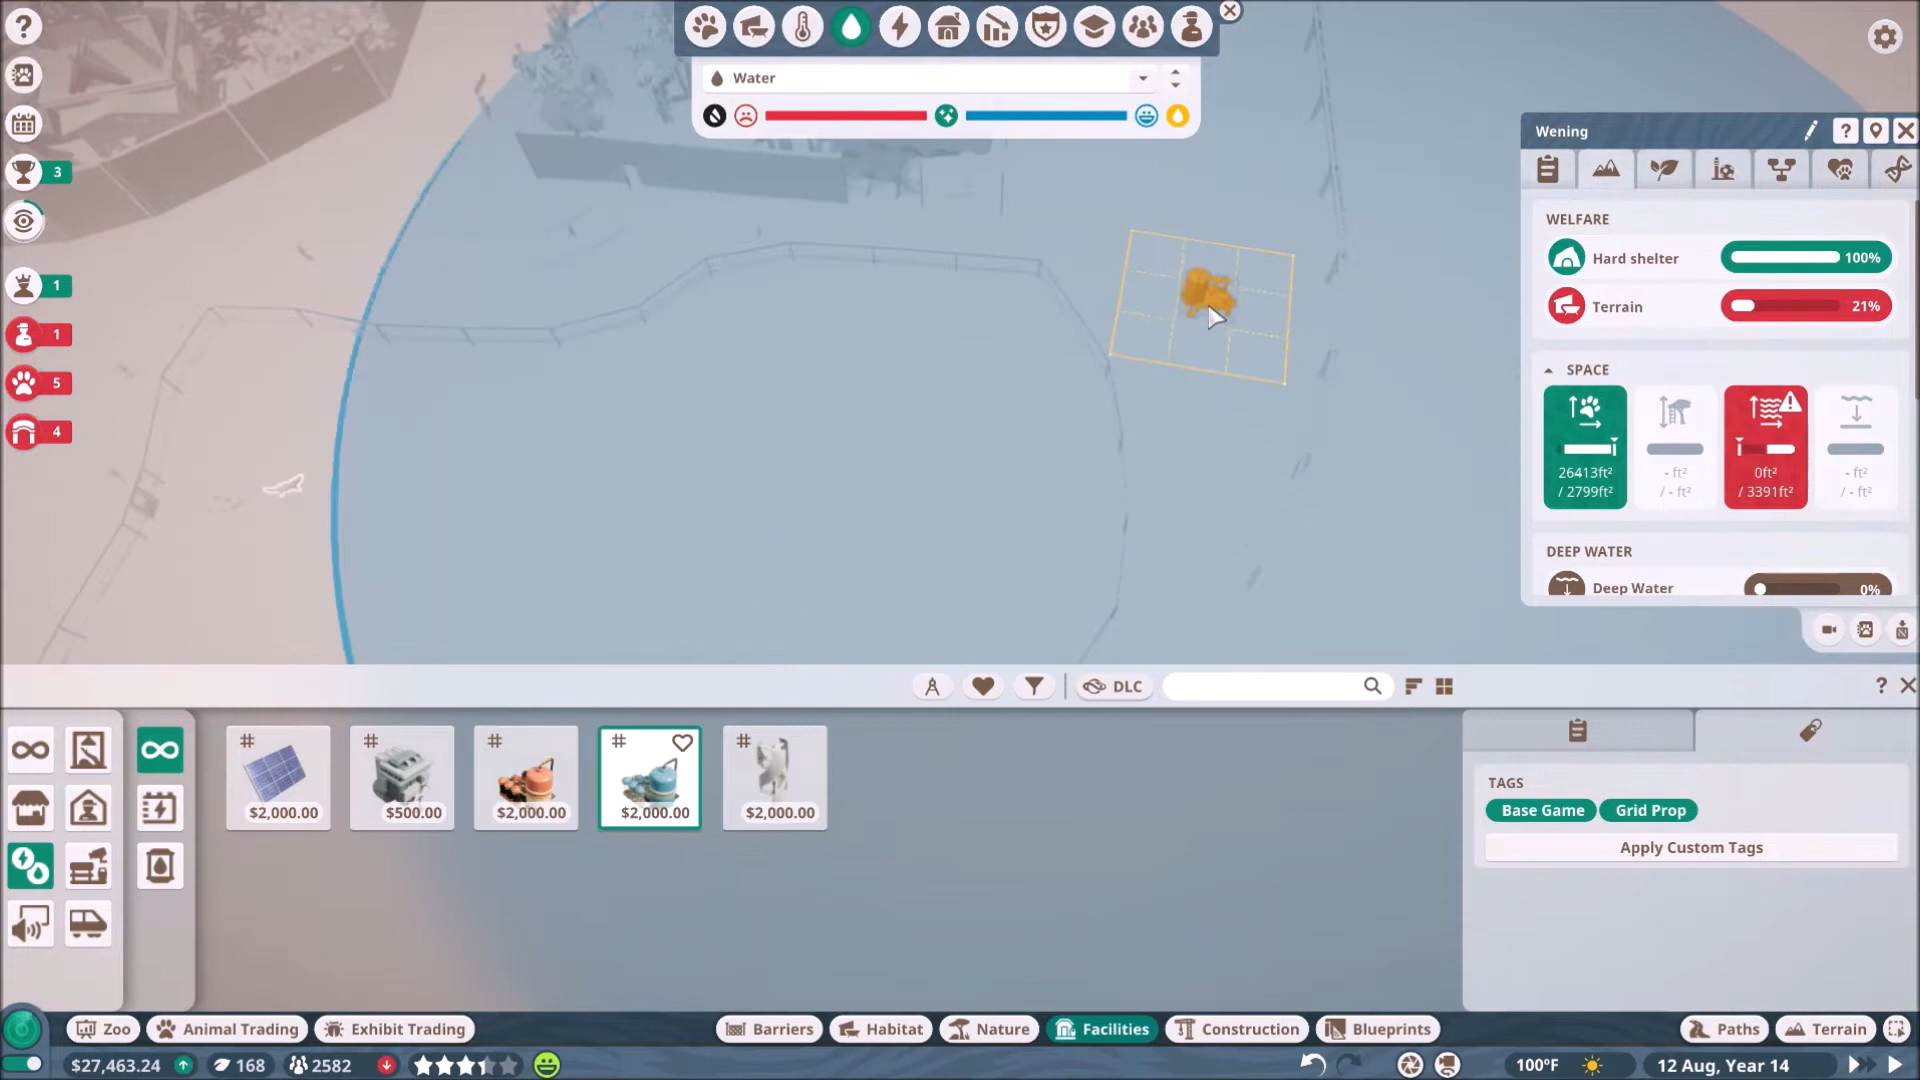 Water
3
1
1
5
4
Wening
WELFARE
Hard shelter 100%
Terrain 21%
SPACE
26413ft² / 2799ft²
- ft² / - ft²
0ft² / 3391ft²
- ft² / - ft²
DEEP WATER
Deep Water 0%
DLC
$2,000.00 $500.00 $2,000.00 $2,000.00 $2,000.00
TAGS
Base Game Grid Prop
Apply Custom Tags
Zoo Animal Trading Exhibit Trading Barriers Habitat Nature Facilities Construction Blueprints Paths Terrain
$27,463.24 168 2582 100°F 12 Aug, Year 14